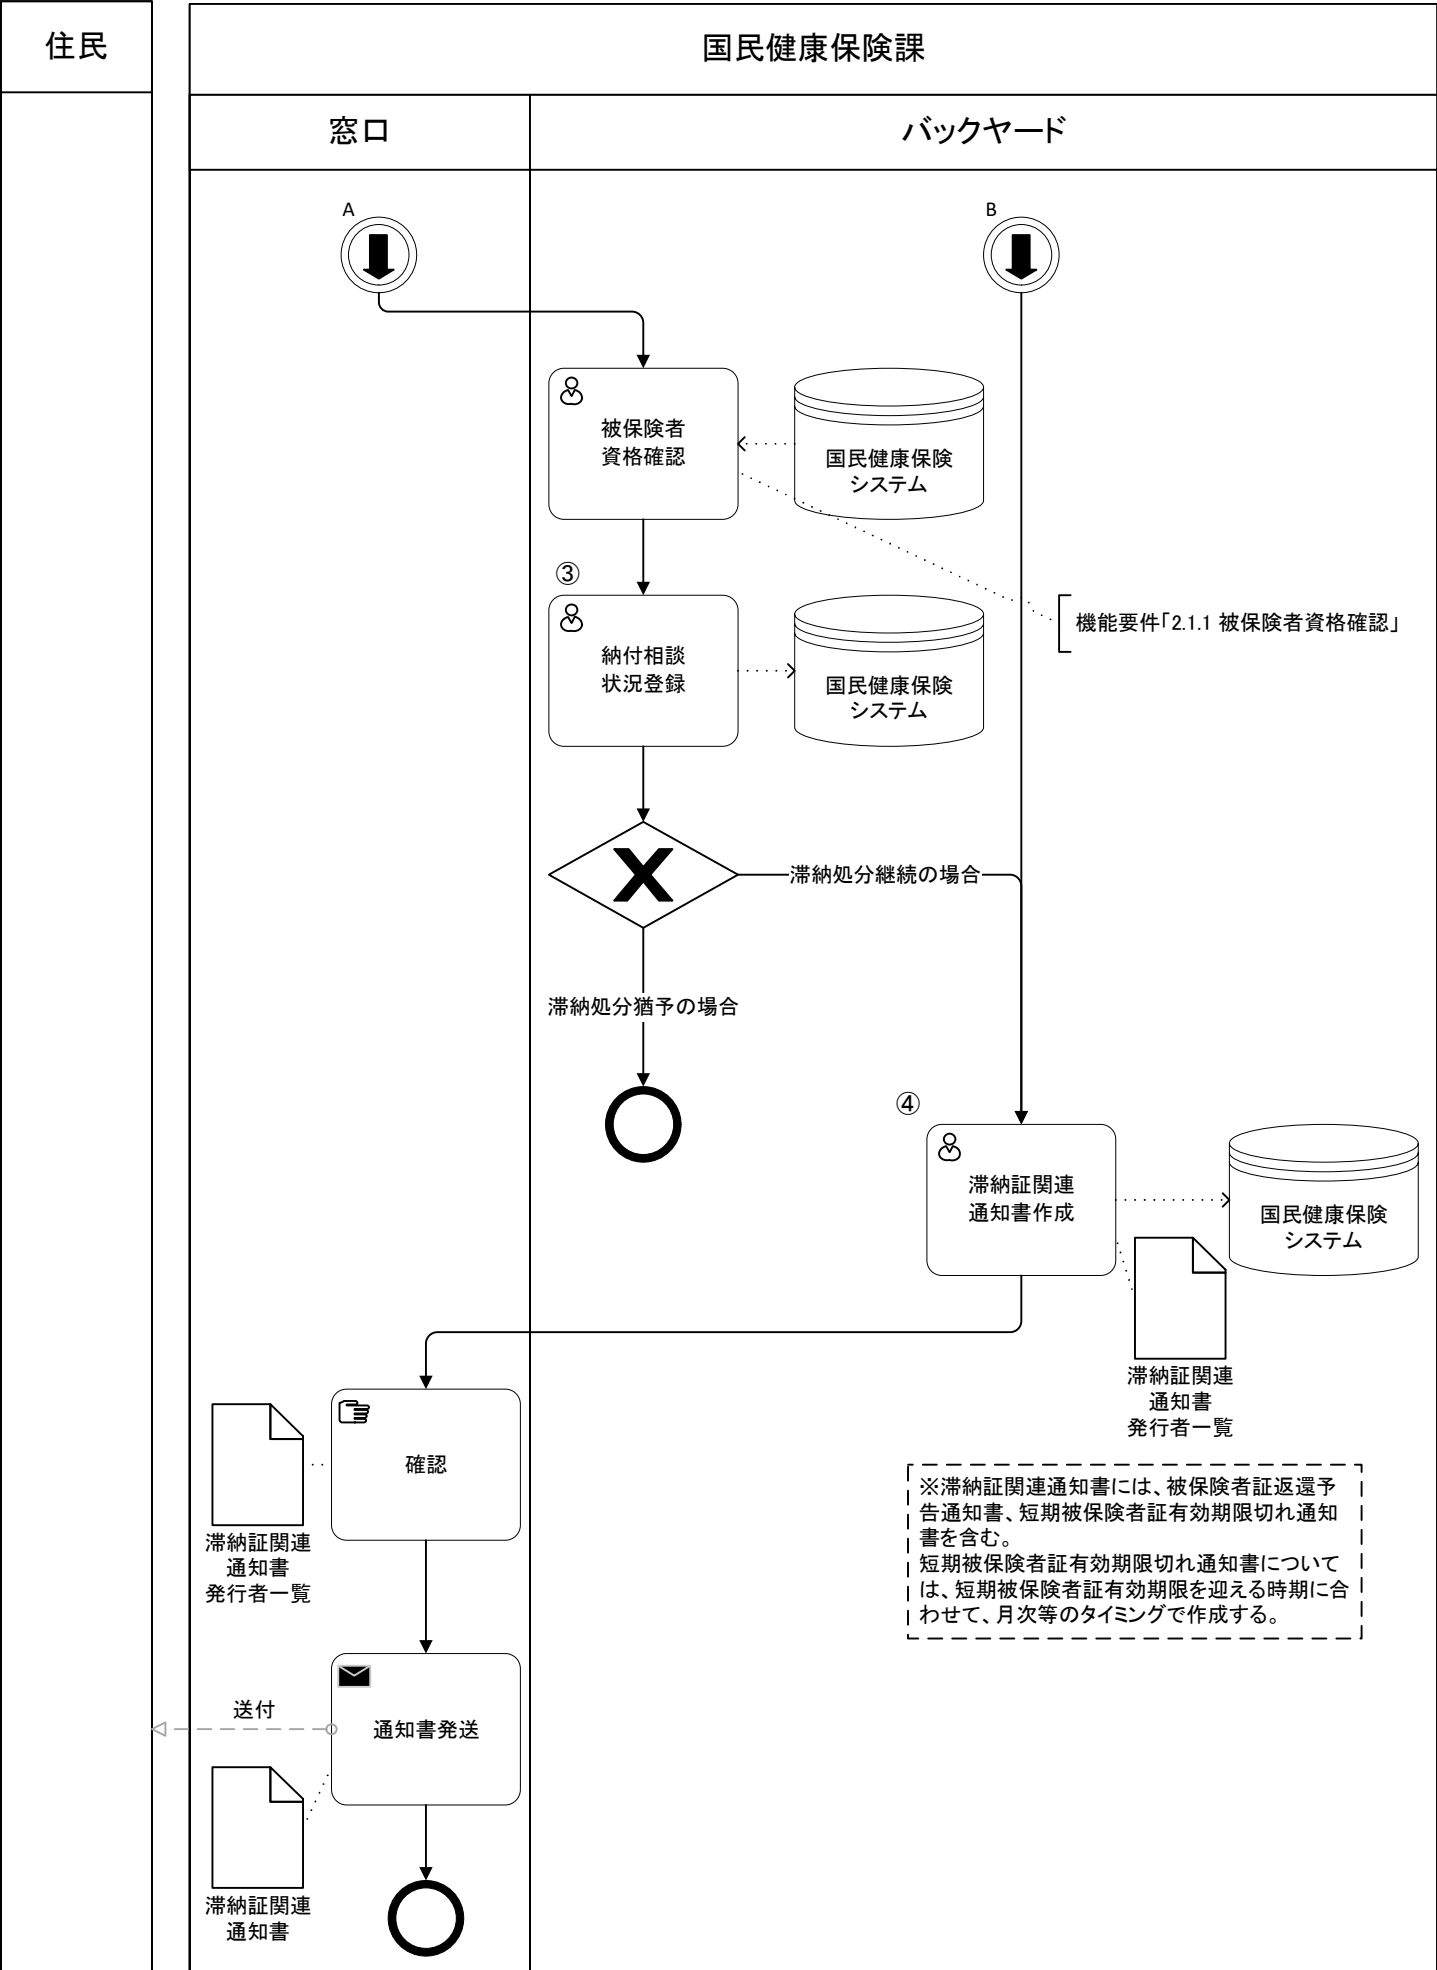 住民
国民健康保険課
窓口
バックヤード
A
B
被保険者
資格確認
国民健康保険
システム
③
機能要件「2.1.1 被保険者資格確認」
納付相談
状況登録
国民健康保険
システム
滞納処分継続の場合
滞納処分猶予の場合
④
滞納証関連
通知書作成
国民健康保険
システム
滞納証関連
通知書
発行者一覧
確認
滞納証関連
通知書
発行者一覧
※滞納証関連通知書には、被保険者証返還予
告通知書、短期被保険者証有効期限切れ通知
書を含む。
短期被保険者証有効期限切れ通知書について
は、短期被保険者証有効期限を迎える時期に合
わせて、月次等のタイミングで作成する。
送付
通知書発送
滞納証関連
通知書